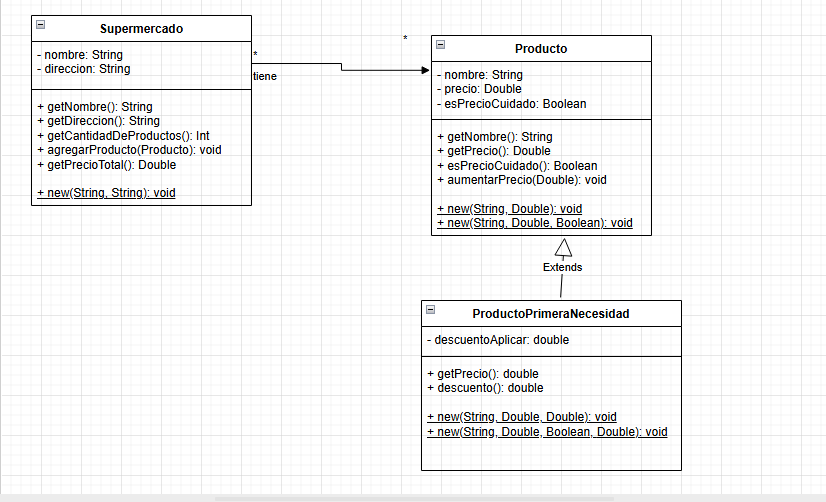 Supermercado
- nombre: String
- direccion: String
+ getNombre(): String
+ getDireccion(): String
+ getCantidadDeProductos(): Int
+ agregarProducto(Producto): void
+ getPrecioTotal(): Double
+ new(String, String): void
*
tiene
*
Producto
- nombre: String
- precio: Double
- esPrecioCuidado: Boolean
+ getNombre(): String
+ getPrecio(): Double
+ esPrecioCuidado(): Boolean
+ aumentarPrecio(Double): void
+ new(String, Double): void
+ new(String, Double, Boolean): void
Extends
ProductoPrimeraNecesidad
- descuentoAplicar: double
+ getPrecio(): double
+ descuento(): double
+ new(String, Double, Double): void
+ new(String, Double, Boolean, Double): void